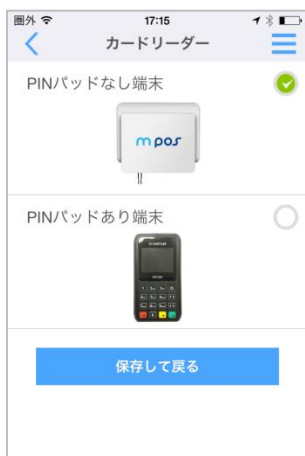 圏外 17:15
カードリーダー
PINパッドなし端末
m pos
PINパッドあり端末
保存して戻る